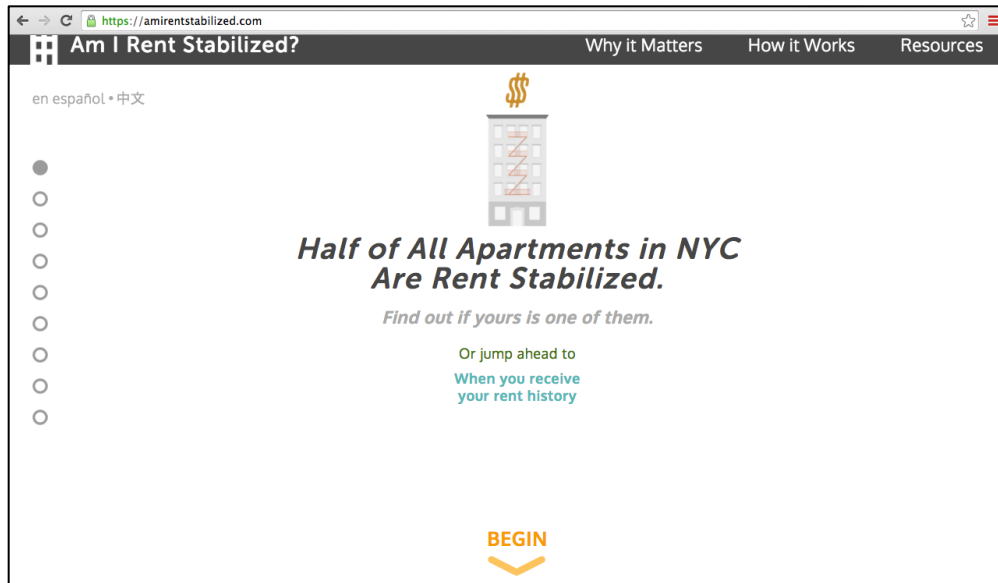 https://amirentstabilized.com
Am I Rent Stabilized?
Why it Matters
How it Works
Resources
en español • 中文
$$$
Half of All Apartments in NYC
Are Rent Stabilized.
Find out if yours is one of them.
Or jump ahead to
When you receive
your rent history
BEGIN